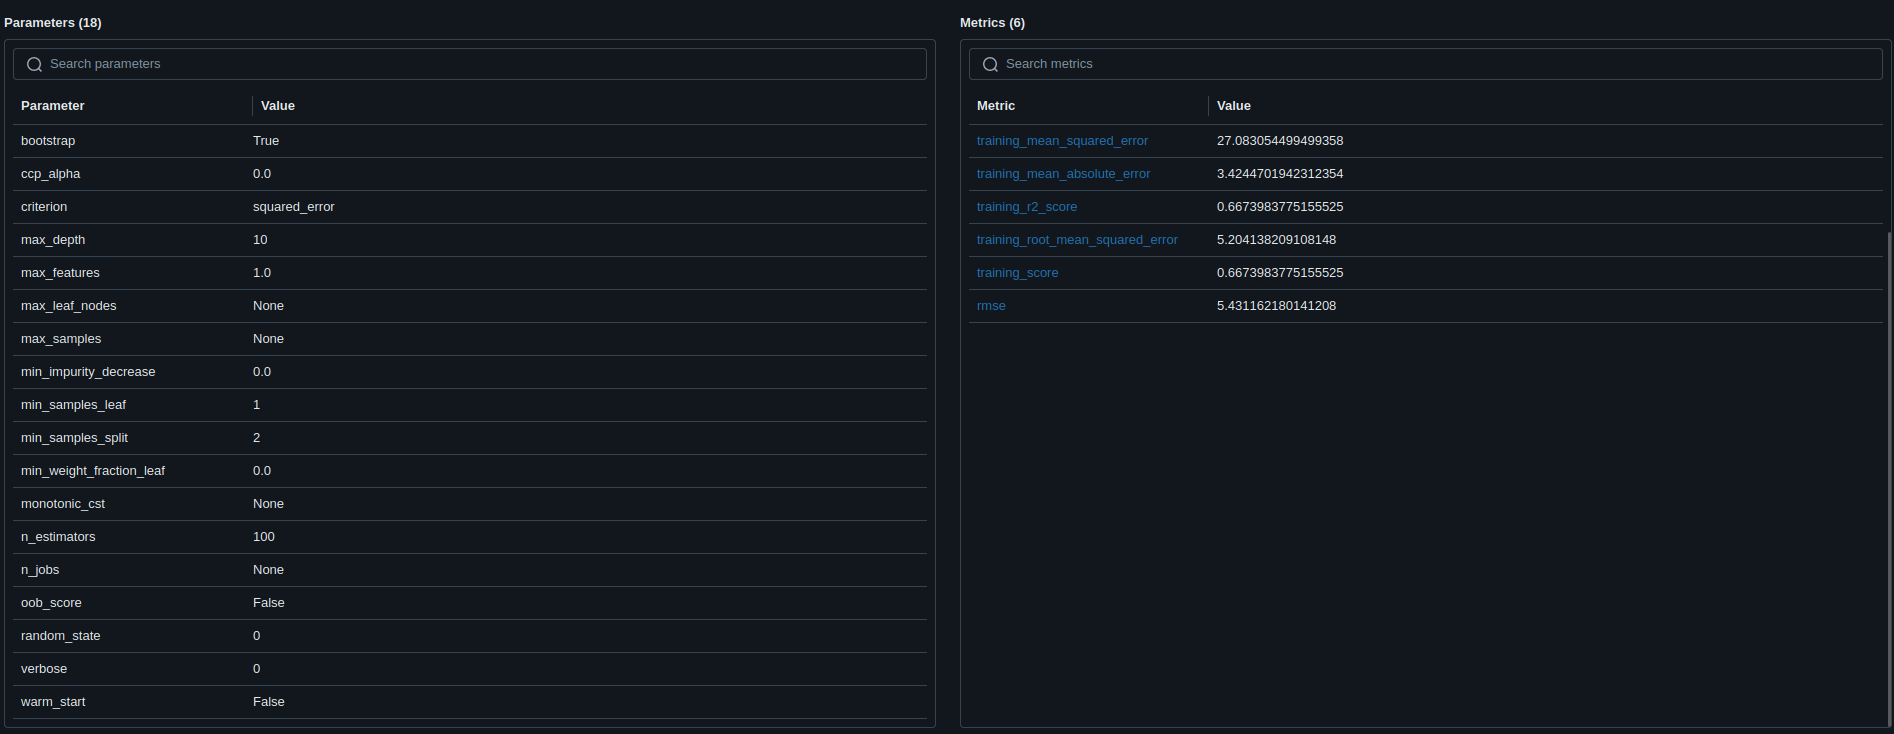 Parameters (18)
Search parameters
Parameter Value
bootstrap True
ccp_alpha 0.0
criterion squared_error
max_depth 10
max_features 1.0
max_leaf_nodes None
max_samples None
min_impurity_decrease 0.0
min_samples_leaf 1
min_samples_split 2
min_weight_fraction_leaf 0.0
monotonic_cst None
n_estimators 100
n_jobs None
oob_score False
random_state 0
verbose 0
warm_start False
Metrics (6)
Search metrics
Metric Value
training_mean_squared_error 27.083054499499358
training_mean_absolute_error 3.4244701942312354
training_r2_score 0.6673983775155525
training_root_mean_squared_error 5.204138209108148
training_score 0.6673983775155525
rmse 5.431162180141208